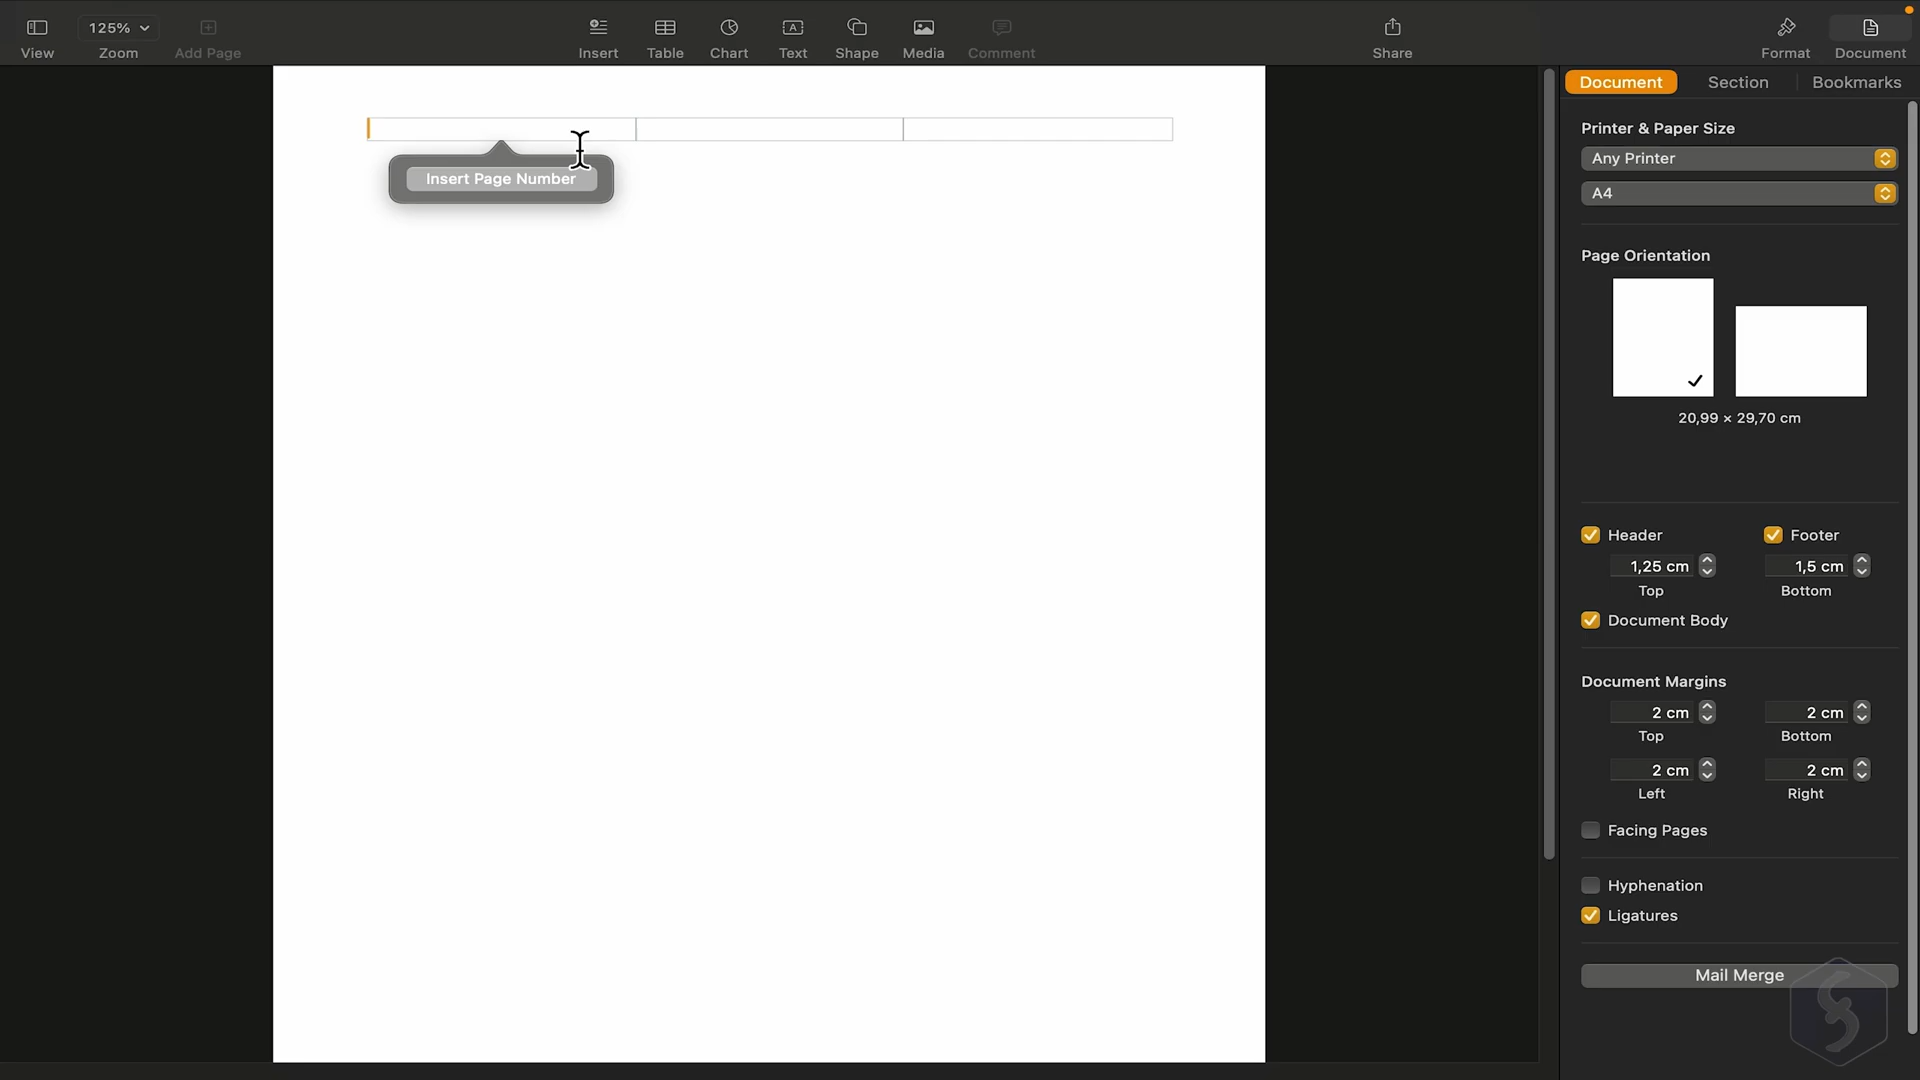 View
125%
Zoom
Add Page
Insert
Table
Chart
Text
Shape
Media
Comment
Share
Format
Document
Document
Section
Bookmarks
Insert Page Number
Printer & Paper Size
Any Printer
A4
Page Orientation
20,99 × 29,70 cm
Header
Footer
1,25 cm
1,5 cm
Top
Bottom
Document Body
Document Margins
2 cm
2 cm
Top
Bottom
2 cm
2 cm
Left
Right
Facing Pages
Hyphenation
Ligatures
Mail Merge